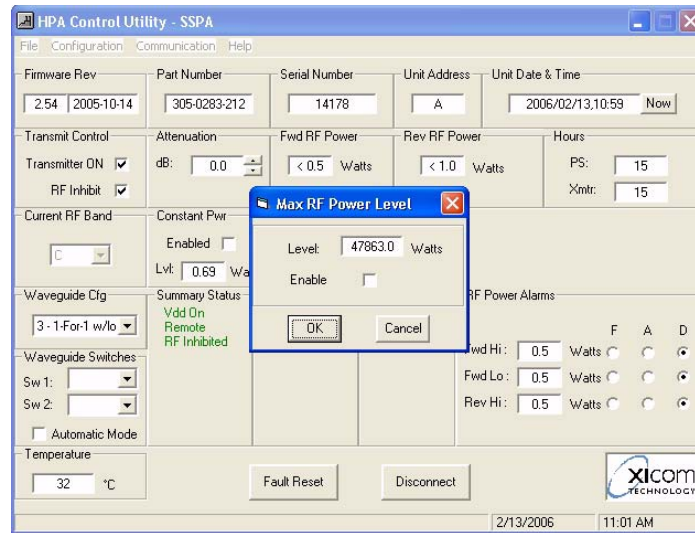 HPA Control Utility - SSPA
File Configuration Communication Help
Firmware Rev Part Number Serial Number Unit Address Unit Date & Time
2.54 2005-10-14 305-0283-212 14178 A 2006/02/13,10:59 Now
Transmit Control Attenuation Fwd RF Power Rev RF Power Hours
Transmitter ON dB: 0.0 < 0.5 Watts < 1.0 Watts PS: 15
RF Inhibit Xmtr: 15
Current RF Band Constant Pwr
C Enabled
Lvl: 0.69 Wa
Max RF Power Level
Level: 47863.0 Watts
Enable
OK Cancel
Waveguide Cfg Summary Status RF Power Alarms
3 - 1-For-1 w/lo
Vdd On
Remote
RF Inhibited
F A D
Fwd Hi: 0.5 Watts
Fwd Lo: 0.5 Watts
Rev Hi: 0.5 Watts
Waveguide Switches
Sw 1:
Sw 2:
Automatic Mode
Temperature
32 °C Fault Reset Disconnect
xicom
TECHNOLOGY
2/13/2006 11:01 AM